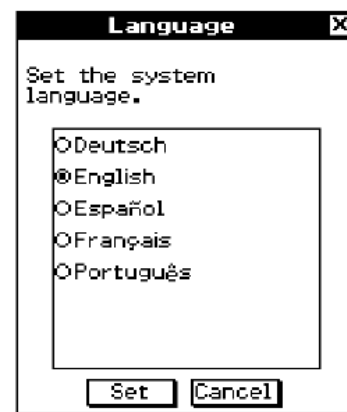 Language
Set the system
language.
Deutsch
English
Español
Français
Português
Set Cancel